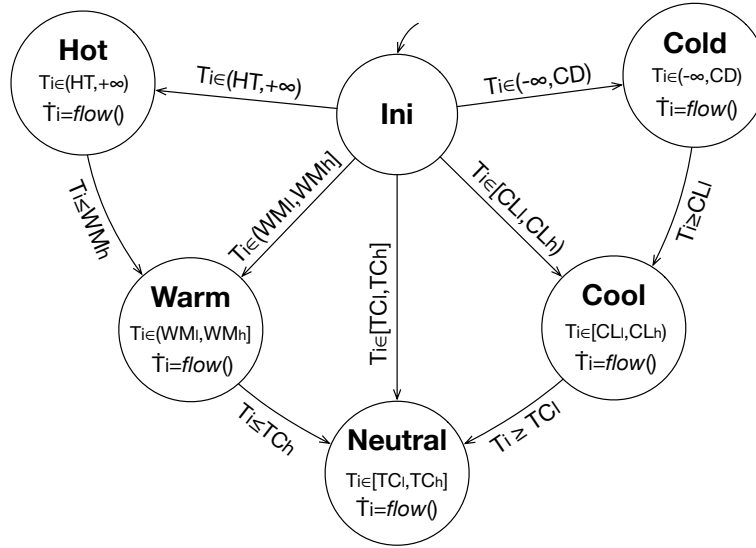 Hot
Ti∈(HT,+∞)
Ṫi=flow()
Ti∈(HT,+∞)
Ini
Ti∈(-∞,CD)
Cold
Ti∈(-∞,CD)
Ṫi=flow()
Ti≤WMh
Ti∈(WMl,WMh]
Ti∈[TCl,TCh]
Ti∈[CLl,CLh)
Ti≥CLl
Warm
Ti∈(WMl,WMh]
Ṫi=flow()
Cool
Ti∈[CLl,CLh)
Ṫi=flow()
Ti≤TCh
Ti ≥ TCl
Neutral
Ti∈[TCl,TCh]
Ṫi=flow()